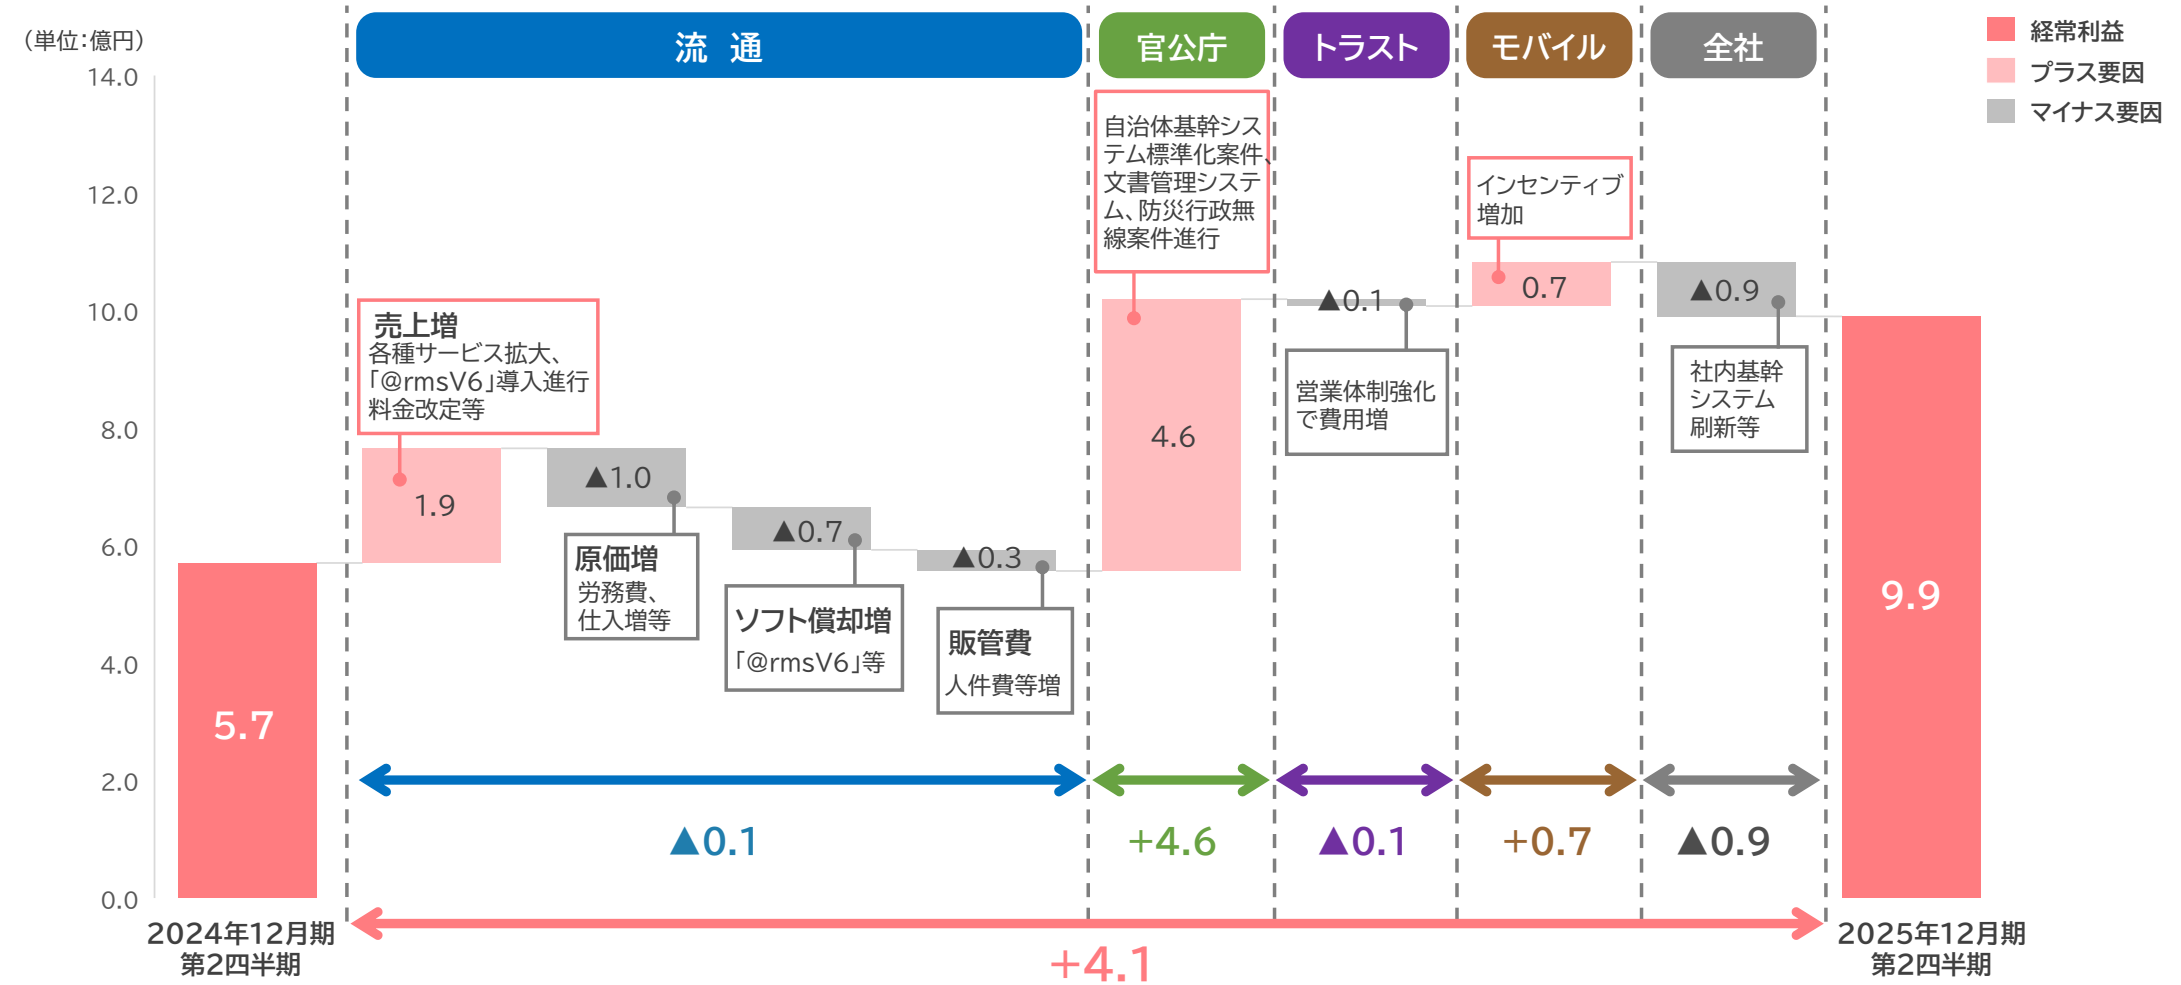 （単位：億円）
流 通
官公庁
トラスト
モバイル
全社
経常利益
プラス要因
マイナス要因
14.0
12.0
10.0
8.0
6.0
4.0
2.0
0.0
5.7
売上増
各種サービス拡大、
「@rmsV6」導入進行
料金改定等
1.9
▲1.0
原価増
労務費、
仕入増等
▲0.7
ソフト償却増
「@rmsV6」等
▲0.3
販管費
人件費等増
自治体基幹シス
テム標準化案件、
文書管理システ
ム、防災行政無
線案件進行
4.6
▲0.1
営業体制強化
で費用増
インセンティブ
増加
0.7
▲0.9
社内基幹
システム
刷新等
9.9
▲0.1
+4.6
▲0.1
+0.7
▲0.9
+4.1
2024年12月期
第2四半期
2025年12月期
第2四半期